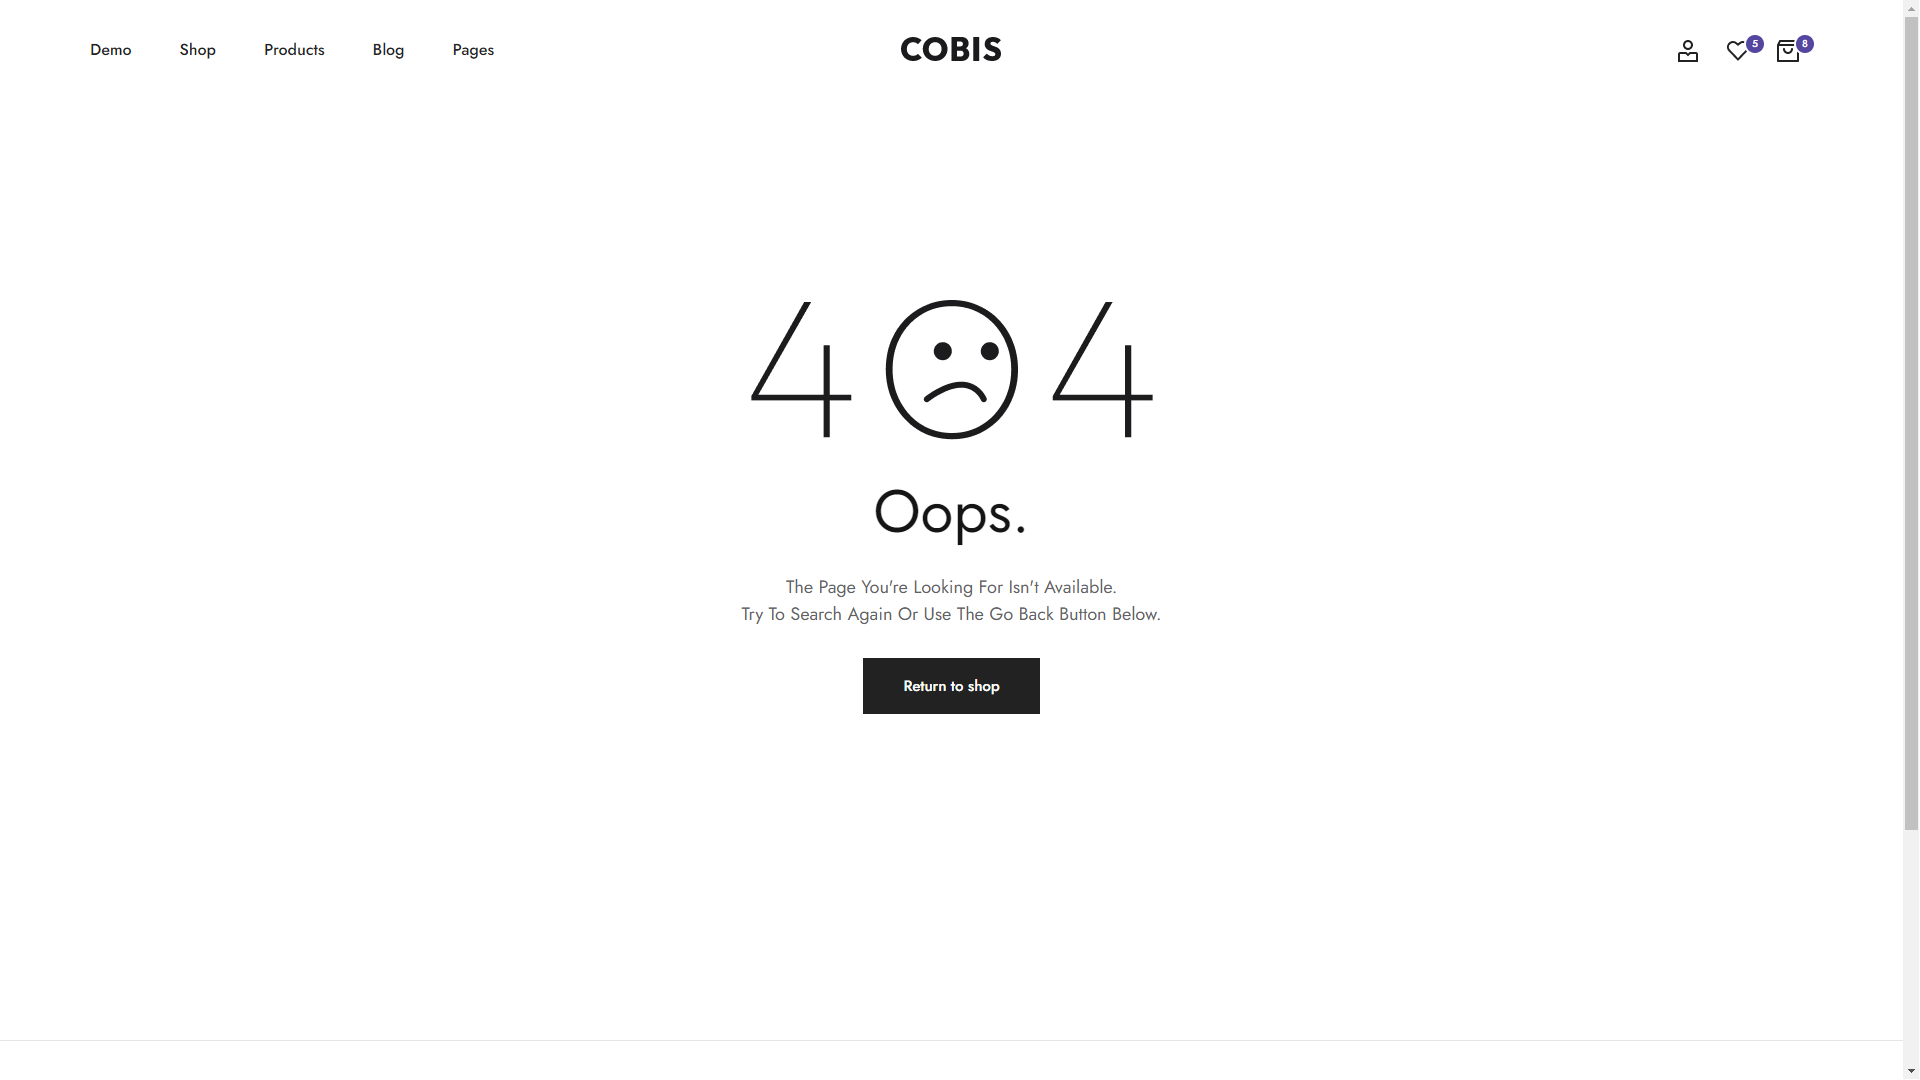 Demo
Shop
Products
Blog
Pages
COBIS
5
8
4 4
Oops.
The Page You're Looking For Isn't Available.
Try To Search Again Or Use The Go Back Button Below.
Return to shop